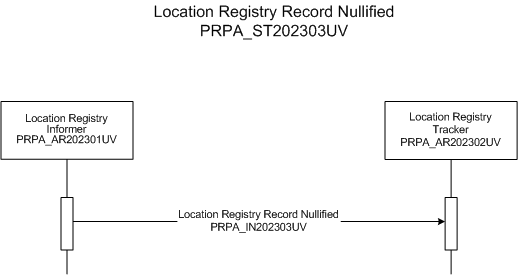 Location Registry Record Nullified
PRPA_ST202303UV
Location Registry
Informer
PRPA_AR202301UV
Location Registry
Tracker
PRPA_AR202302UV
Location Registry Record Nullified
PRPA_IN202303UV